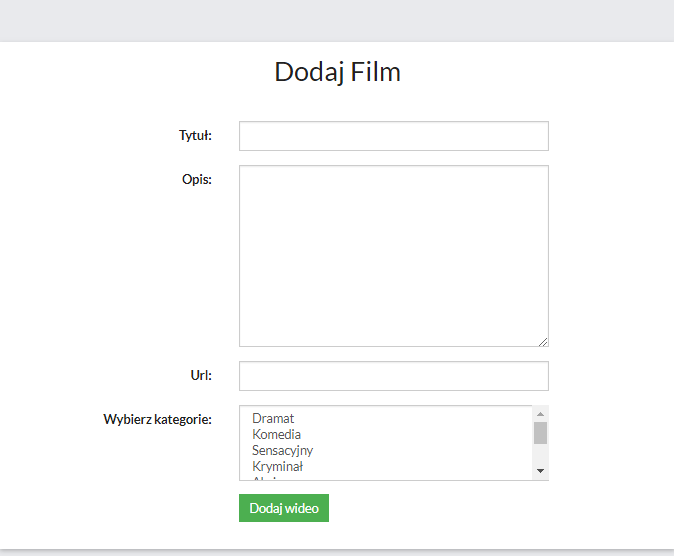 Dodaj Film
Tytuł:
Opis:
Url:
Wybierz kategorie:
Dramat
Komedia
Sensacyjny
Kryminał
Dodaj wideo